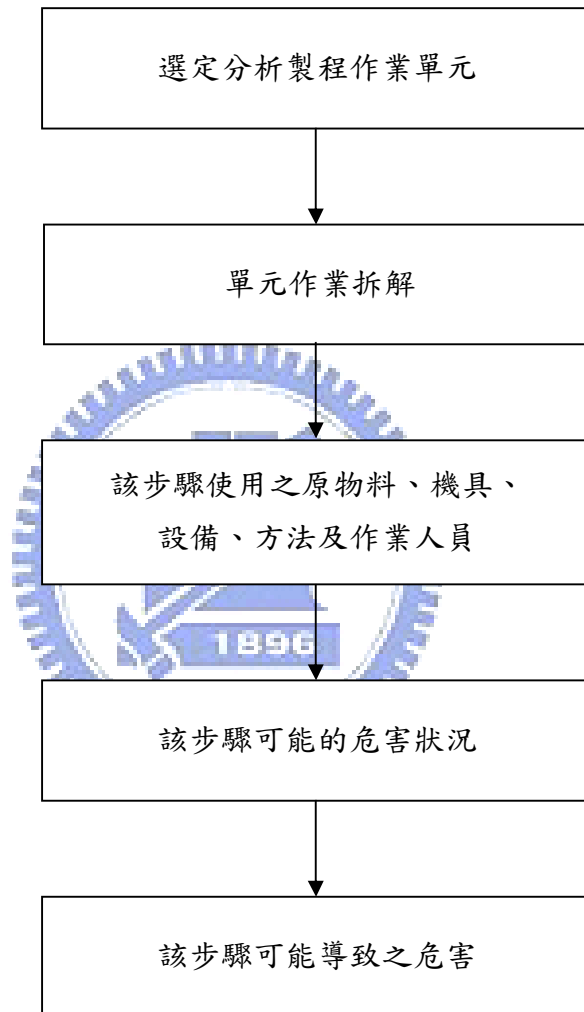 選定分析製程作業單元
單元作業拆解
該步驟使用之原物料、機具、
設備、方法及作業人員
1896
該步驟可能的危害狀況
該步驟可能導致之危害